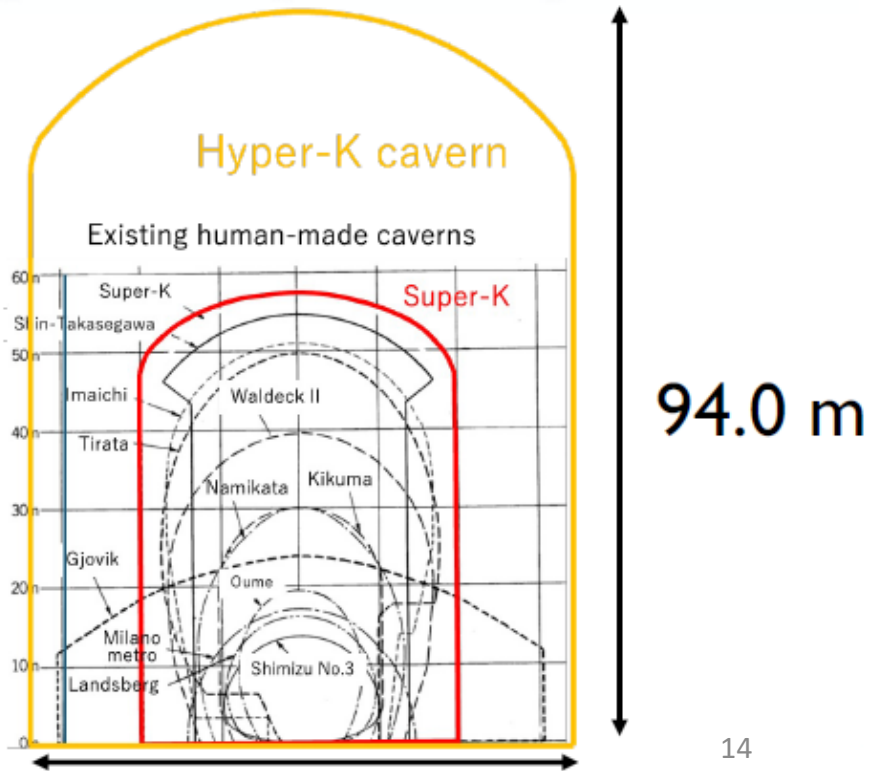 Hyper-K cavern
Existing human-made caverns
60m
Super-K
Super-K
Shin-Takasegawa
50m
Imaichi
Waldeck II
94.0 m
40m
Tirata
Namikata
Kikuma
30m
Gjovik
20m
Oume
Milano
metro
10m
Shimizu No.3
Landsberg
0m
14